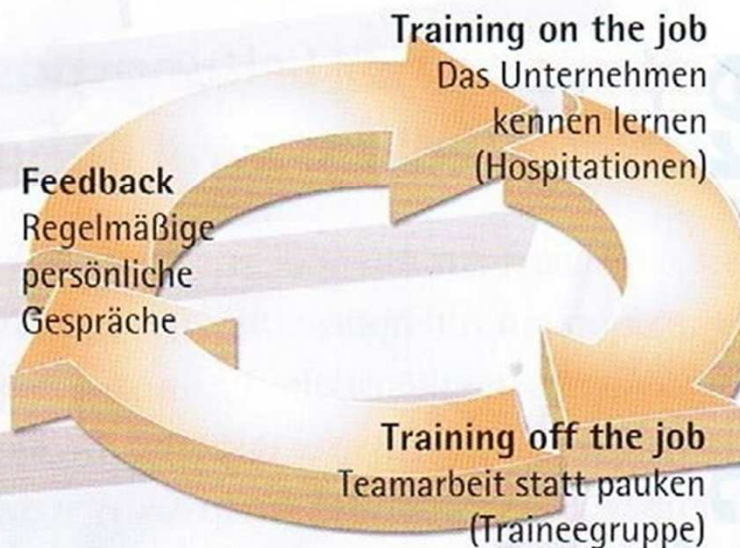 Training on the job
Das Unternehmen
kennen lernen
(Hospitationen)
Feedback
Regelmäßige
persönliche
Gespräche
Training off the job
Teamarbeit statt pauken
(Traineegruppe)